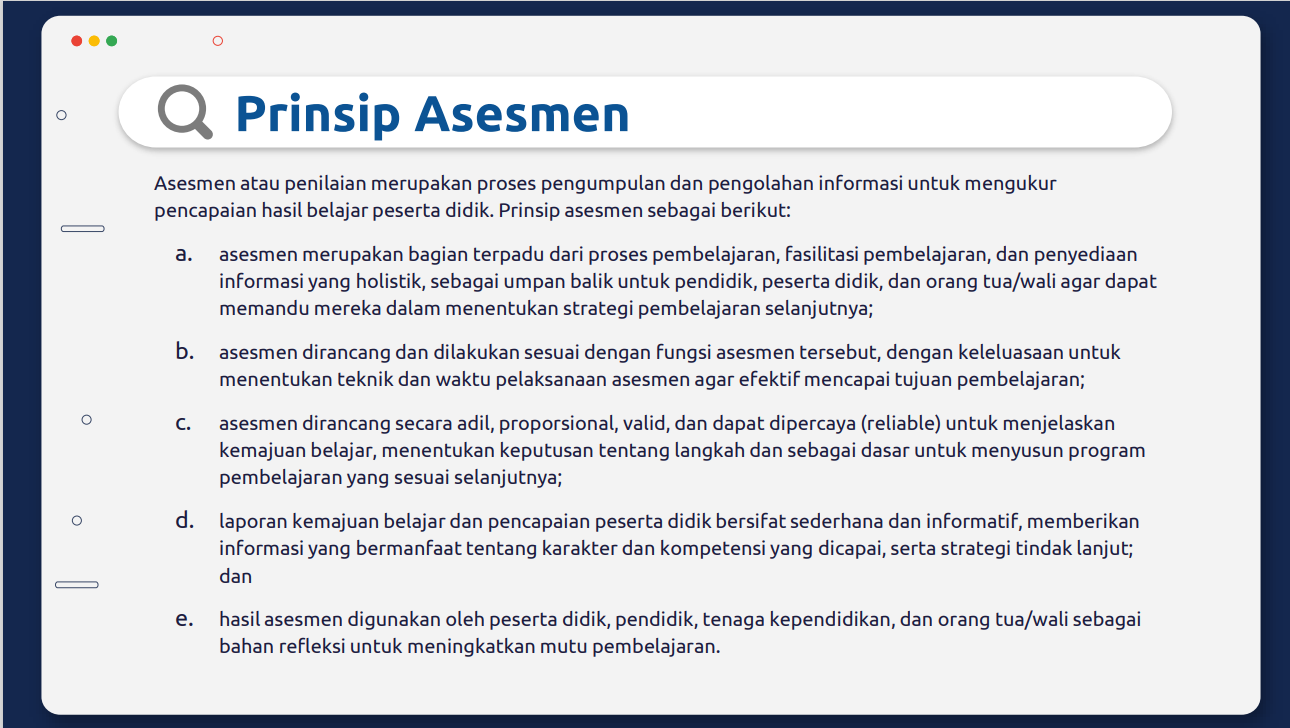 Prinsip Asesmen
Asesmen atau penilaian merupakan proses pengumpulan dan pengolahan informasi untuk mengukur
pencapaian hasil belajar peserta didik. Prinsip asesmen sebagai berikut:
a. asesmen merupakan bagian terpadu dari proses pembelajaran, fasilitasi pembelajaran, dan penyediaan
informasi yang holistik, sebagai umpan balik untuk pendidik, peserta didik, dan orang tua/wali agar dapat
memandu mereka dalam menentukan strategi pembelajaran selanjutnya;
b. asesmen dirancang dan dilakukan sesuai dengan fungsi asesmen tersebut, dengan keleluasaan untuk
menentukan teknik dan waktu pelaksanaan asesmen agar efektif mencapai tujuan pembelajaran;
c. asesmen dirancang secara adil, proporsional, valid, dan dapat dipercaya (reliable) untuk menjelaskan
kemajuan belajar, menentukan keputusan tentang langkah dan sebagai dasar untuk menyusun program
pembelajaran yang sesuai selanjutnya;
d. laporan kemajuan belajar dan pencapaian peserta didik bersifat sederhana dan informatif, memberikan
informasi yang bermanfaat tentang karakter dan kompetensi yang dicapai, serta strategi tindak lanjut;
dan
e. hasil asesmen digunakan oleh peserta didik, pendidik, tenaga kependidikan, dan orang tua/wali sebagai
bahan refleksi untuk meningkatkan mutu pembelajaran.